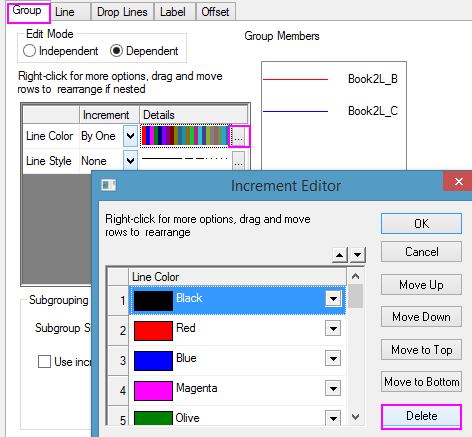 Group Line Drop Lines Label Offset
Edit Mode
Independent Dependent
Group Members
Right-click for more options, drag and move
rows to rearrange if nested
Book2L_B
Book2L_C
Increment Details
Line Color By One ...
Line Style None ...
Increment Editor
Right-click for more options, drag and move
rows to rearrange
OK
Cancel
Move Up
Move Down
Move to Top
Move to Bottom
Delete
Line Color
1 Black
2 Red
3 Blue
4 Magenta
5 Olive
Subgrouping
Use incr